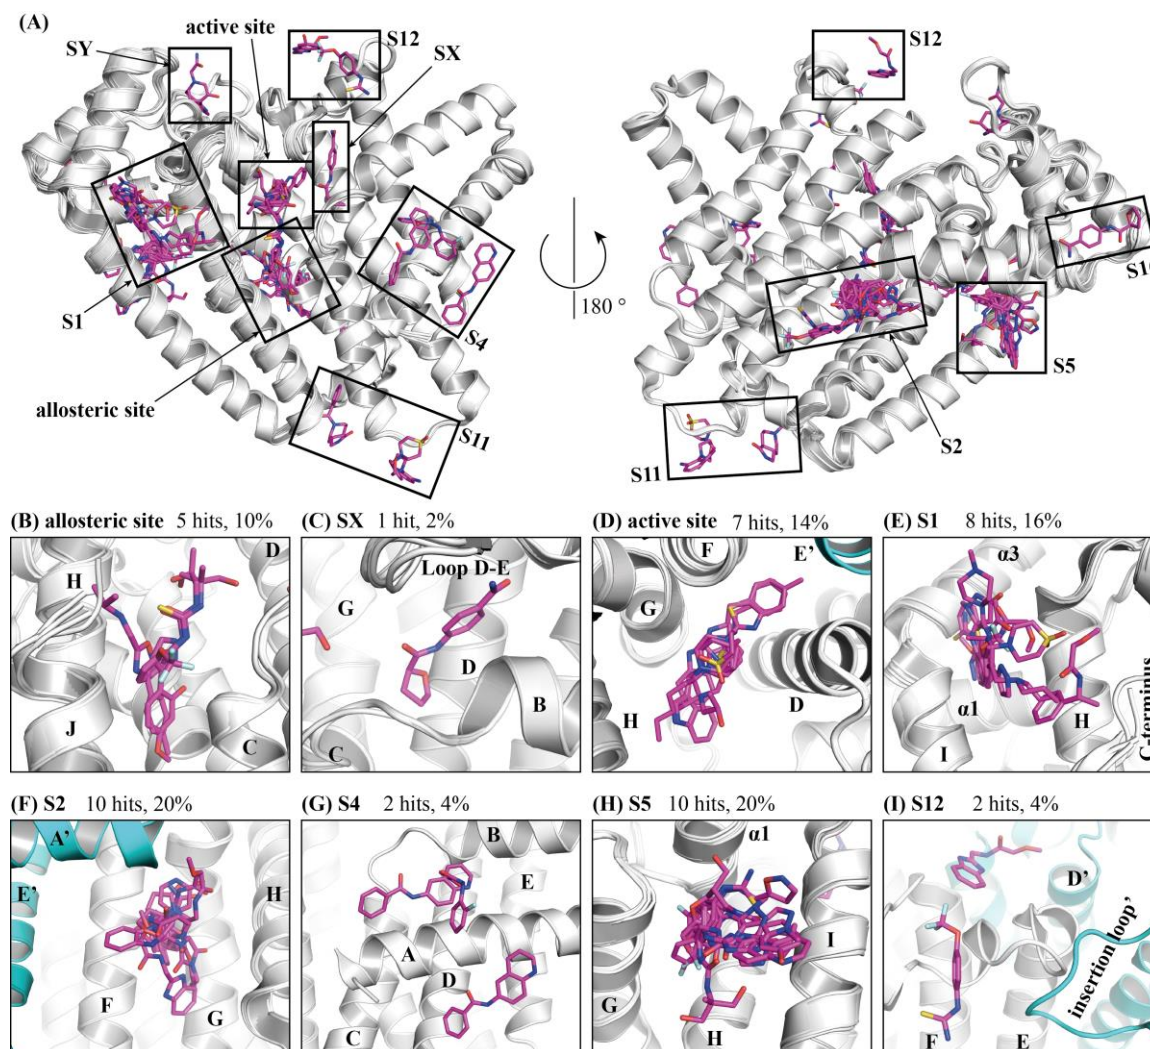 (A)
active site
SY
S12
SX
S12
S1
S4
allosteric site
S11
180 °
S10
S5
S2
S11
(B) allosteric site 5 hits, 10%
H
D
J
C
(C) SX 1 hit, 2%
Loop D-E
G
D
B
C
(D) active site 7 hits, 14%
F
E'
G
D
H
(E) S1 8 hits, 16%
α3
α1
H
I
C-terminus
(F) S2 10 hits, 20%
A'
E'
H
F
G
(G) S4 2 hits, 4%
B
E
A
D
C
(H) S5 10 hits, 20%
α1
I
G
H
(I) S12 2 hits, 4%
D'
insertion loop'
F
E